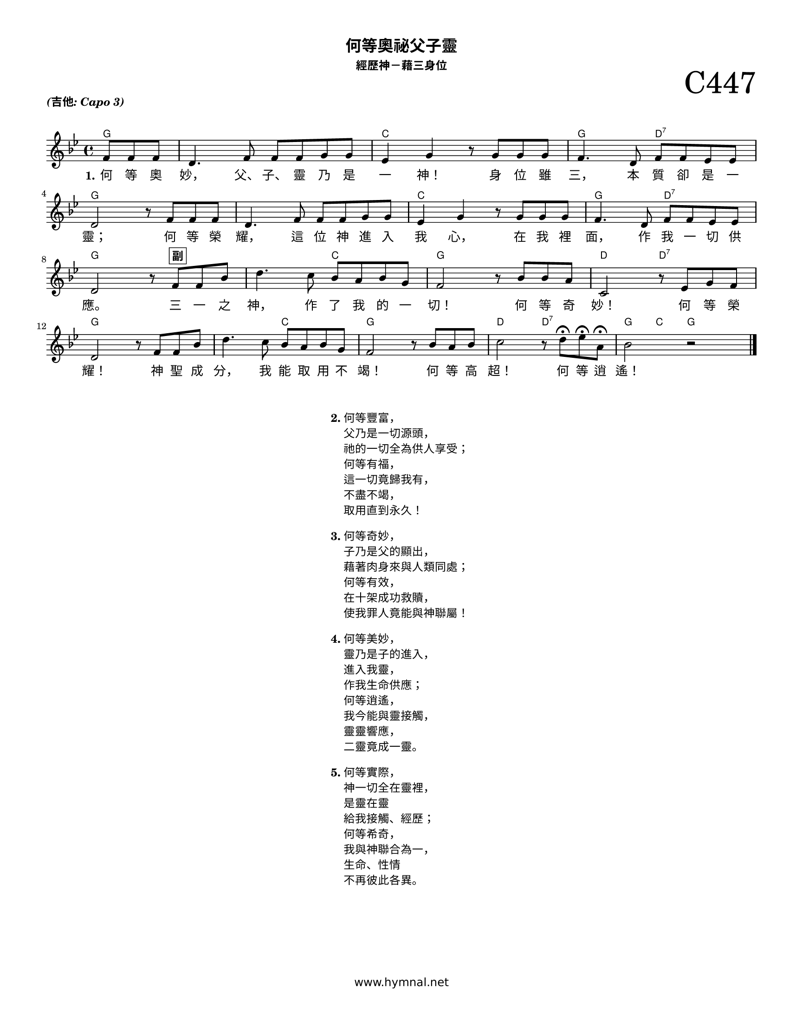 何等奧祕父子靈
經歷神－藉三身位
C447
(吉他: Capo 3)
G C G D7
1. 何 等 奧 妙， 父、子、 靈 乃 是 一 神！ 身 位 雖 三， 本 質 卻 是 一
4 G C G D7
靈； 何 等 榮 耀， 這 位 神 進 入 我 心， 在 我 裡 面， 作 我 一 切 供
8 G 副 C G D D7
應。 三 一 之 神， 作 了 我 的 一 切！ 何 等 奇 妙！ 何 等 榮
12 G C G D D7 G C G
耀！ 神 聖 成 分， 我 能 取 用 不 竭！ 何 等 高 超！ 何 等 逍 遙！
2. 何等豐富，
父乃是一切源頭，
祂的一切全為供人享受；
何等有福，
這一切竟歸我有，
不盡不竭，
取用直到永久！
3. 何等奇妙，
子乃是父的顯出，
藉著肉身來與人類同處；
何等有效，
在十架成功救贖，
使我罪人竟能與神聯屬！
4. 何等美妙，
靈乃是子的進入，
進入我靈，
作我生命供應；
何等逍遙，
我今能與靈接觸，
靈靈響應，
二靈竟成一靈。
5. 何等實際，
神一切全在靈裡，
是靈在靈
給我接觸、經歷；
何等希奇，
我與神聯合為一，
生命、性情
不再彼此各異。
www.hymnal.net